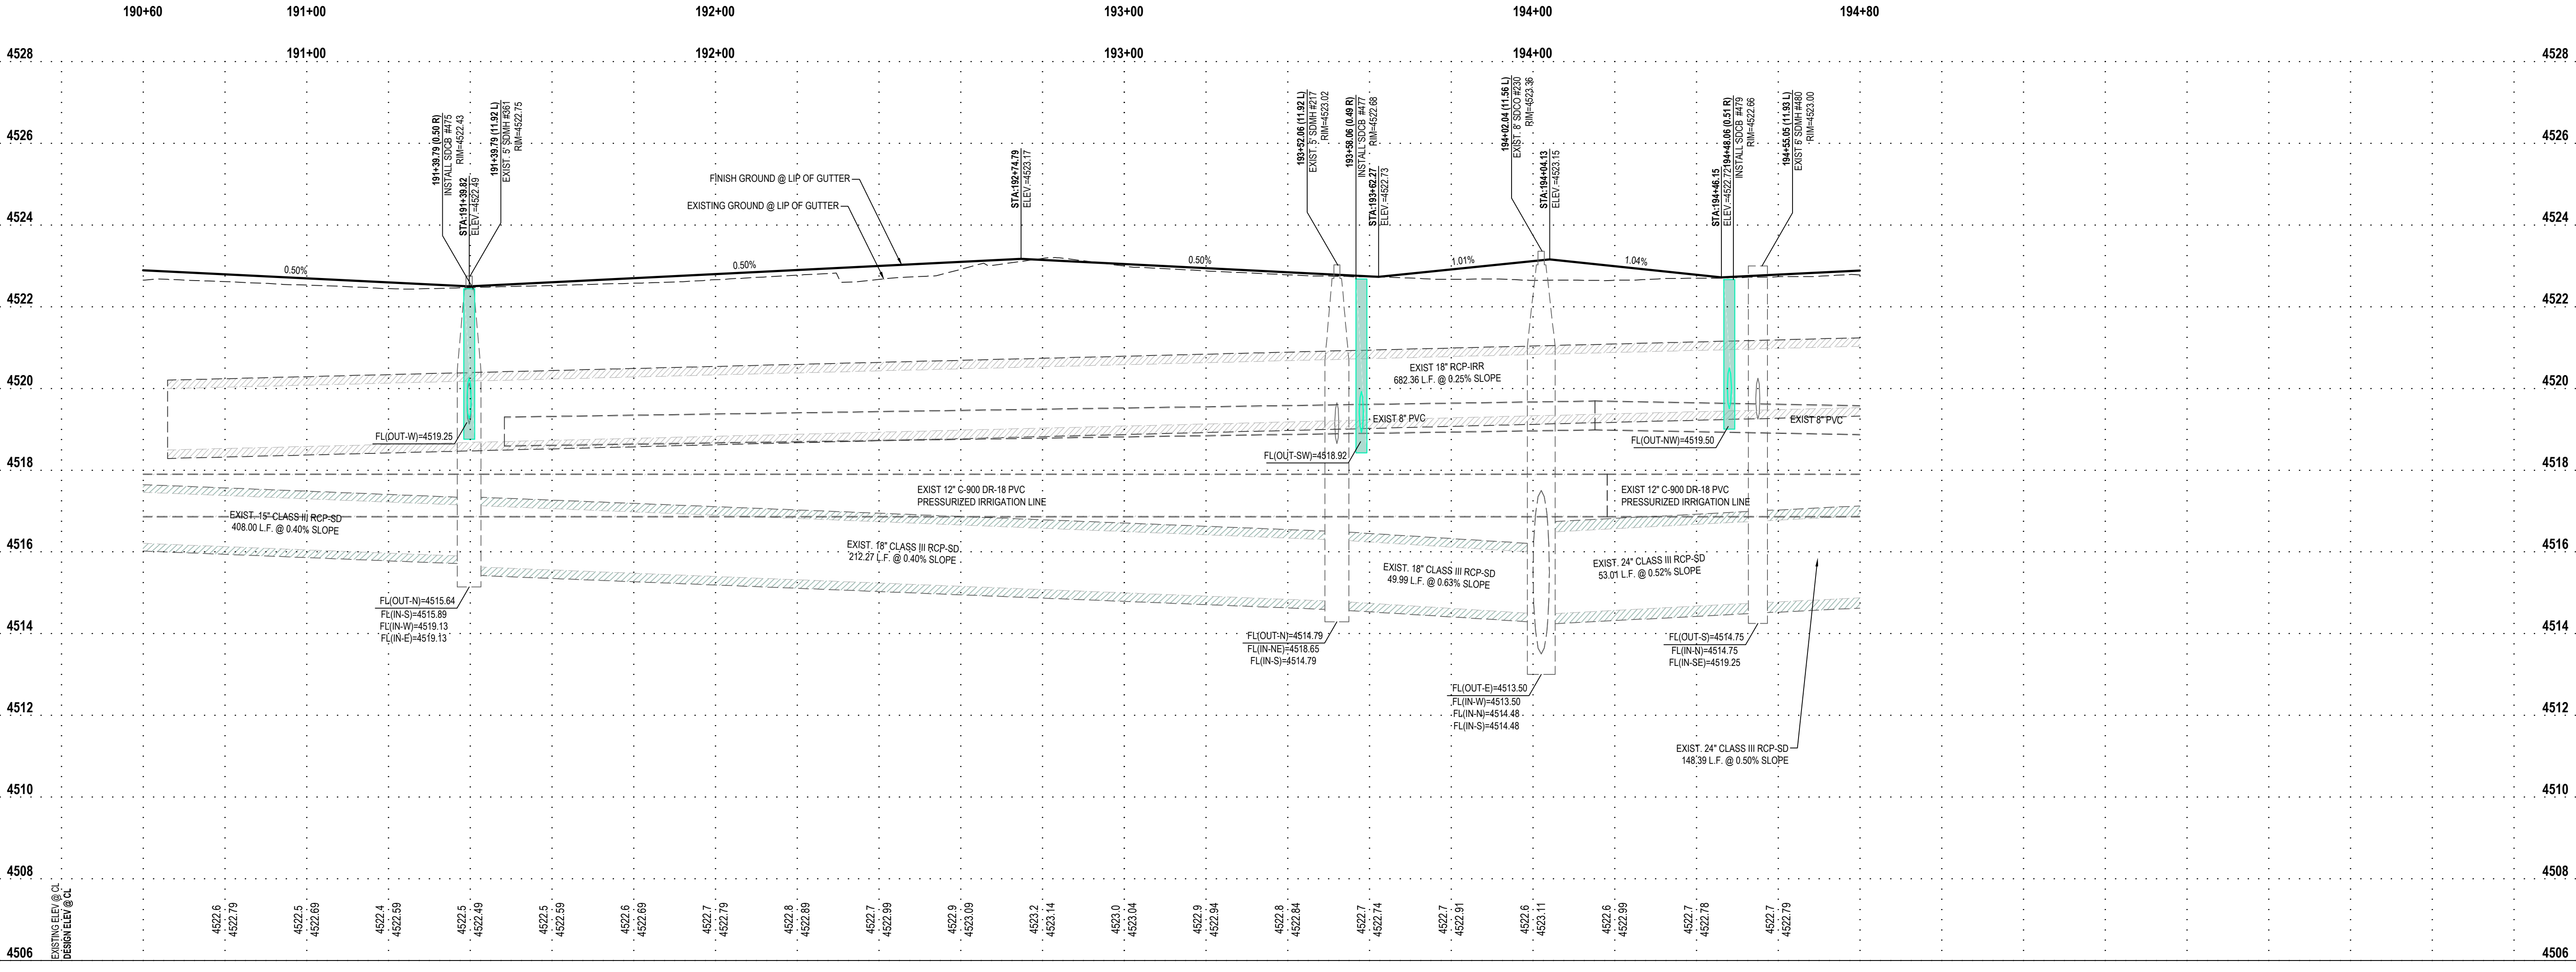 190+60 191+00 192+00 193+00 194+00 194+80
191+00 192+00 193+00 194+00
4528 4528
4526 4526
4524 4524
4522 4522
4520 4520
4518 4518
4516 4516
4514 4514
4512 4512
4510 4510
4508 4508
4506 4506
191+39.79 (0.50 R)
INSTALL SDCB #475
RIM=4522.43
STA:191+39.82
ELEV.=4522.49
191+39.79 (11.92 L)
EXIST. 5' SDMH #361
RIM=4522.75
FINISH GROUND @ LIP OF GUTTER
EXISTING GROUND @ LIP OF GUTTER
STA:192+74.79
ELEV.=4523.17
193+52.06 (11.92 L)
EXIST. 5' SDMH #217
RIM=4523.02
193+58.06 (0.49 R)
INSTALL SDCB #477
RIM=4522.68
STA:193+62.27
ELEV.=4522.73
194+02.04 (11.56 L)
EXIST. 8' SDCO #230
RIM=4523.36
STA:194+04.13
ELEV.=4523.15
STA:194+46.15
ELEV.=4522.72
194+48.06 (0.51 R)
INSTALL SDCB #479
RIM=4522.66
194+55.05 (11.93 L)
EXIST 5' SDMH #480
RIM=4523.00
0.50%
0.50%
0.50%
1.01%
1.04%
EXIST 18" RCP-IRR
682.36 L.F. @ 0.25% SLOPE
EXIST 8" PVC
EXIST 8" PVC
FL(OUT-W)=4519.25
FL(OUT-SW)=4518.92
FL(OUT-NW)=4519.50
EXIST 12" C-900 DR-18 PVC
PRESSURIZED IRRIGATION LINE
EXIST 12" C-900 DR-18 PVC
PRESSURIZED IRRIGATION LINE
EXIST. 15" CLASS III RCP-SD
408.00 L.F. @ 0.40% SLOPE
EXIST. 18" CLASS III RCP-SD
212.27 L.F. @ 0.40% SLOPE
EXIST. 18" CLASS III RCP-SD
49.99 L.F. @ 0.63% SLOPE
EXIST. 24" CLASS III RCP-SD
53.01 L.F. @ 0.52% SLOPE
FL(OUT-N)=4515.64
FL(IN-S)=4515.89
FL(IN-W)=4519.13
FL(IN-E)=4519.13
FL(OUT-N)=4514.79
FL(IN-NE)=4518.65
FL(IN-S)=4514.79
FL(OUT-S)=4514.75
FL(IN-N)=4514.75
FL(IN-SE)=4519.25
FL(OUT-E)=4513.50
FL(IN-W)=4513.50
FL(IN-N)=4514.48
FL(IN-S)=4514.48
EXIST. 24" CLASS III RCP-SD
148.39 L.F. @ 0.50% SLOPE
EXISTING ELEV @ CL
DESIGN ELEV @ CL
4522.6
4522.79
4522.5
4522.69
4522.4
4522.59
4522.5
4522.49
4522.5
4522.59
4522.6
4522.69
4522.7
4522.79
4522.8
4522.89
4522.7
4522.99
4522.9
4523.09
4523.2
4523.14
4523.0
4523.04
4522.9
4522.94
4522.8
4522.84
4522.7
4522.74
4522.7
4522.91
4522.6
4523.11
4522.6
4522.99
4522.7
4522.78
4522.7
4522.79